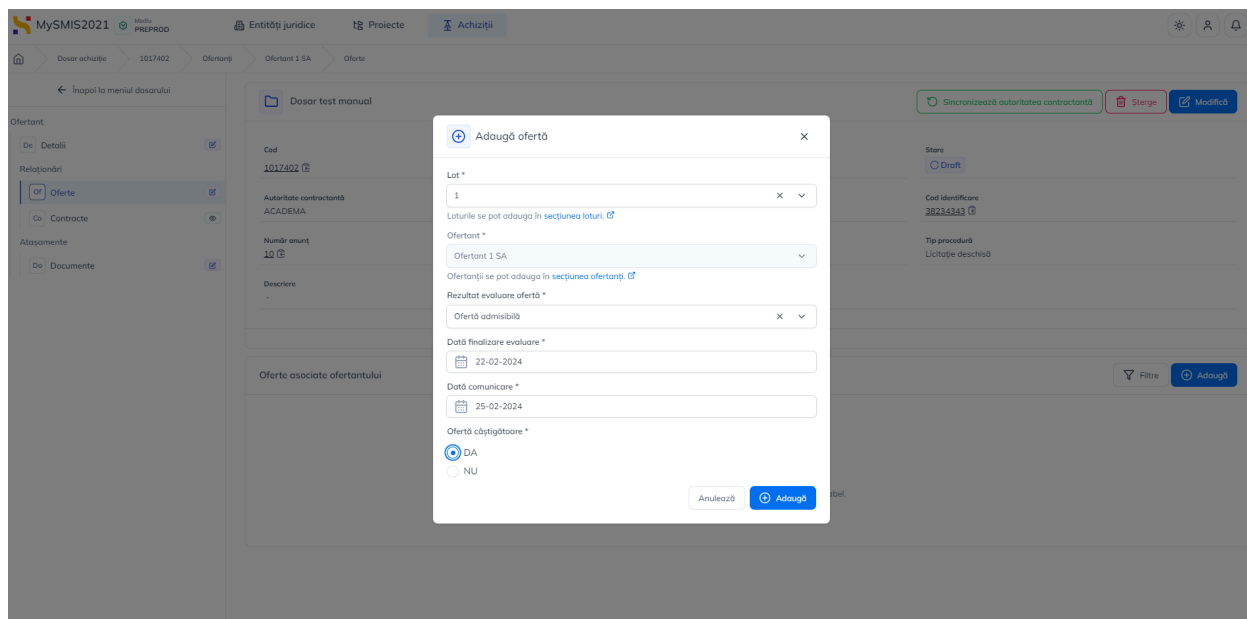 MySMIS2021 Mediu PREPROD Entități juridice Proiecte Achiziții
Dosar achiziție 1017402 Ofertanți Ofertant 1 SA Oferte
Înapoi la meniul dosarului
Ofertant
De Detalii
Relaționări
Of Oferte
Co Contracte
Atașamente
Do Documente
Dosar test manual
Sincronizează autoritatea contractantă Șterge Modifică
Cod
1017402
Stare
Draft
Autoritate contractantă
ACADEMA
Cod identificare
38234343
Număr anunț
10
Tip procedură
Licitație deschisă
Descriere
.
Oferte asociate ofertantului
Filtre Adaugă
Adaugă ofertă
Lot *
1
Loturile se pot adauga în secțiunea loturi.
Ofertant *
Ofertant 1 SA
Ofertanții se pot adauga în secțiunea ofertanți.
Rezultat evaluare ofertă *
Ofertă admisibilă
Dată finalizare evaluare *
22-02-2024
Dată comunicare *
25-02-2024
Ofertă câștigătoare *
DA
NU
Anulează Adaugă